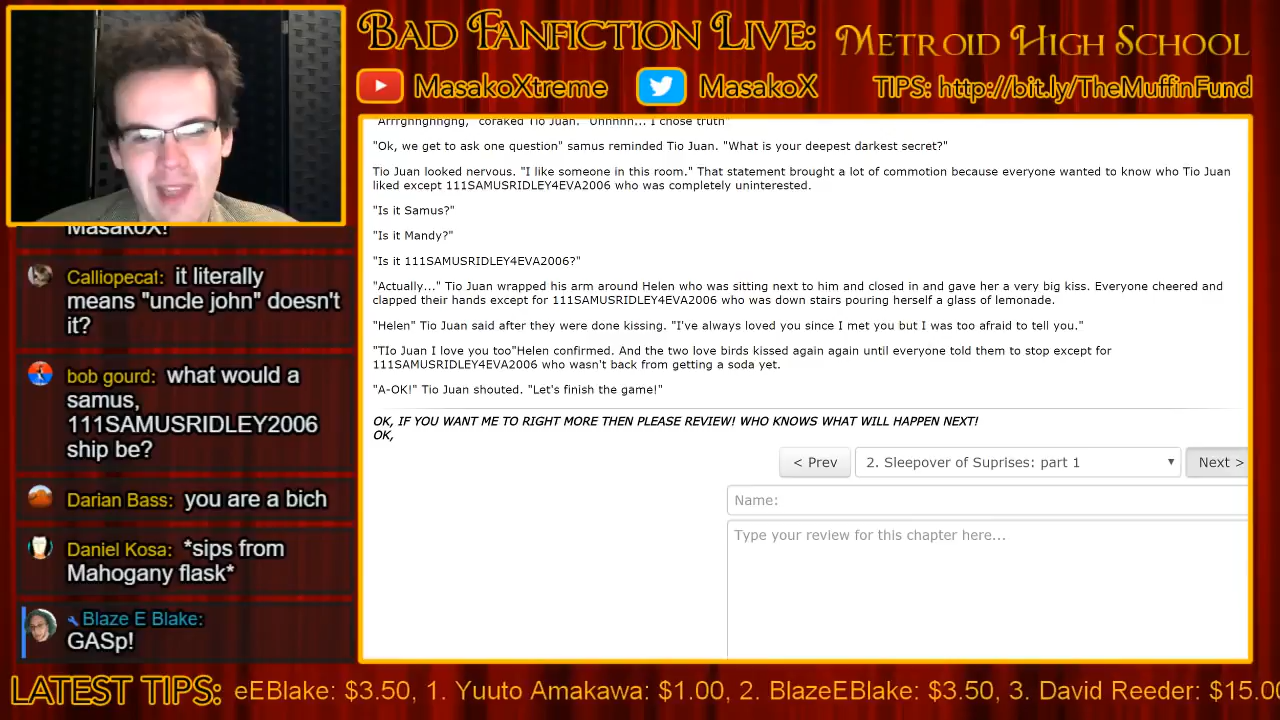 BAD FANFICTION LIVE:
METROID HIGH SCHOOL
MasakoXtreme
MasakoX
TIPS: http://bit.ly/TheMuffinFund
MasakoX!
Calliopecat: it literally
means "uncle john" doesn't
it?
bob gourd: what would a
samus,
111SAMUSRIDLEY2006
ship be?
Darian Bass: you are a bich
Daniel Kosa: *sips from
Mahogany flask*
Blaze E Blake:
GASp!
"Arrrghnghngng," coraked Tio Juan. "Unnnnn... I chose truth"
"Ok, we get to ask one question" samus reminded Tio Juan. "What is your deepest darkest secret?"
Tio Juan looked nervous. "I like someone in this room." That statement brought a lot of commotion because everyone wanted to know who Tio Juan
liked except 111SAMUSRIDLEY4EVA2006 who was completely uninterested.
"Is it Samus?"
"Is it Mandy?"
"Is it 111SAMUSRIDLEY4EVA2006?"
"Actually..." Tio Juan wrapped his arm around Helen who was sitting next to him and closed in and gave her a very big kiss. Everyone cheered and
clapped their hands except for 111SAMUSRIDLEY4EVA2006 who was down stairs pouring herself a glass of lemonade.
"Helen" Tio Juan said after they were done kissing. "I've always loved you since I met you but I was too afraid to tell you."
"TIo Juan I love you too"Helen confirmed. And the two love birds kissed again again until everyone told them to stop except for
111SAMUSRIDLEY4EVA2006 who wasn't back from getting a soda yet.
"A-OK!" Tio Juan shouted. "Let's finish the game!"
OK, IF YOU WANT ME TO RIGHT MORE THEN PLEASE REVIEW! WHO KNOWS WHAT WILL HAPPEN NEXT!
OK,
< Prev
2. Sleepover of Suprises: part 1
Next >
Name:
Type your review for this chapter here...
LATEST TIPS: eEBlake: $3.50, 1. Yuuto Amakawa: $1.00, 2. BlazeEBlake: $3.50, 3. David Reeder: $15.00